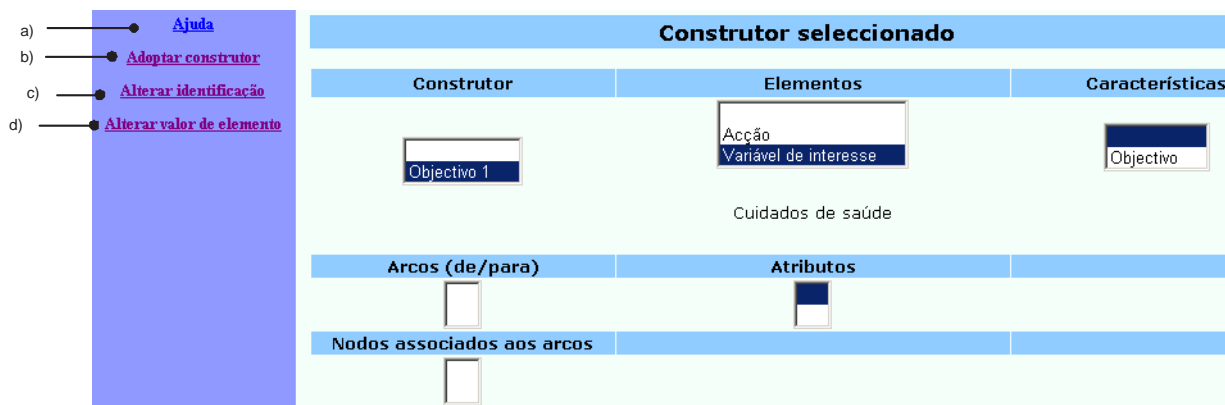 a)
Ajuda
b)
Adoptar construtor
c)
Alterar identificação
d)
Alterar valor de elemento
Construtor seleccionado
Construtor Elementos Características
Objectivo 1
Acção
Variável de interesse
Objectivo
Cuidados de saúde
Arcos (de/para) Atributos
Nodos associados aos arcos